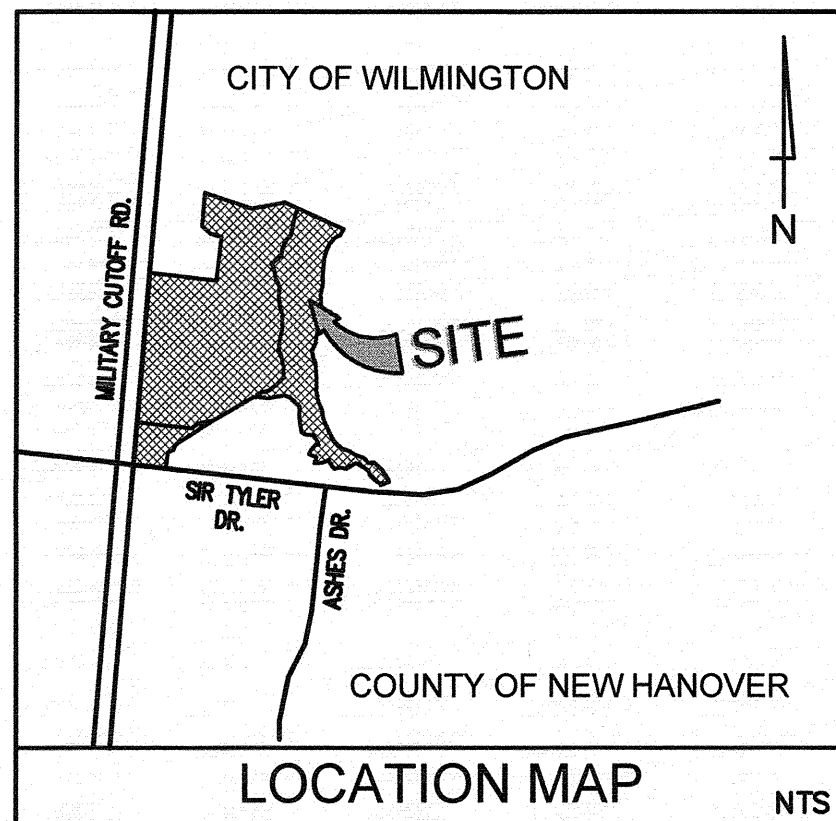 CITY OF WILMINGTON
N
MILITARY CUTOFF RD.
SITE
SIR TYLER
DR.
ASHES DR.
COUNTY OF NEW HANOVER
LOCATION MAP
NTS